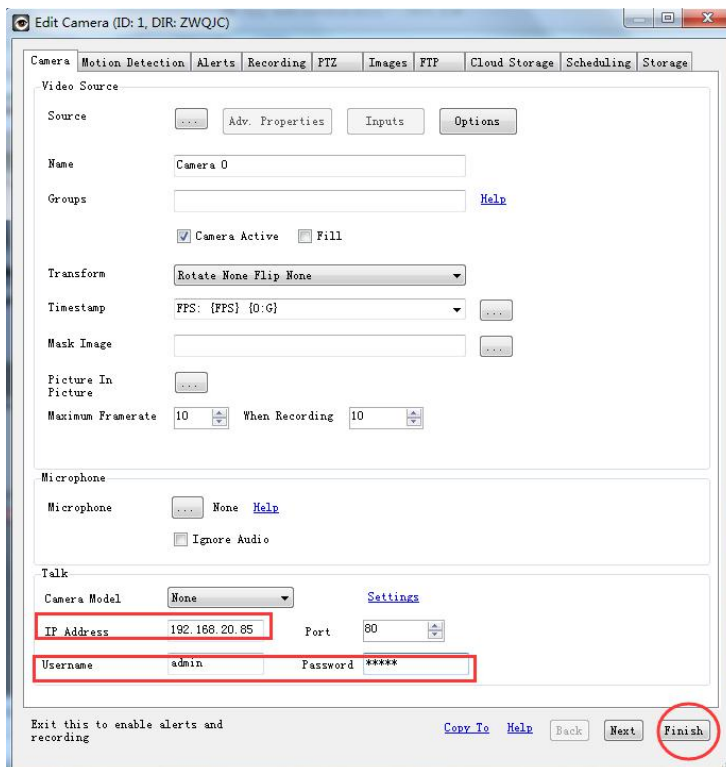 Edit Camera (ID: 1, DIR: ZWQJC)
Camera Motion Detection Alerts Recording PTZ Images FTP Cloud Storage Scheduling Storage
Video Source
Source ... Adv. Properties Inputs Options
Name Camera 0
Groups Help
Camera Active Fill
Transform Rotate None Flip None
Timestamp FPS: {FPS} {0:G} ...
Mask Image ...
Picture In
Picture ...
Maximum Framerate 10 When Recording 10
Microphone
Microphone ... None Help
Ignore Audio
Talk
Camera Model None Settings
IP Address 192.168.20.85 Port 80
Username admin Password *****
Exit this to enable alerts and
recording
Copy To Help Back Next Finish